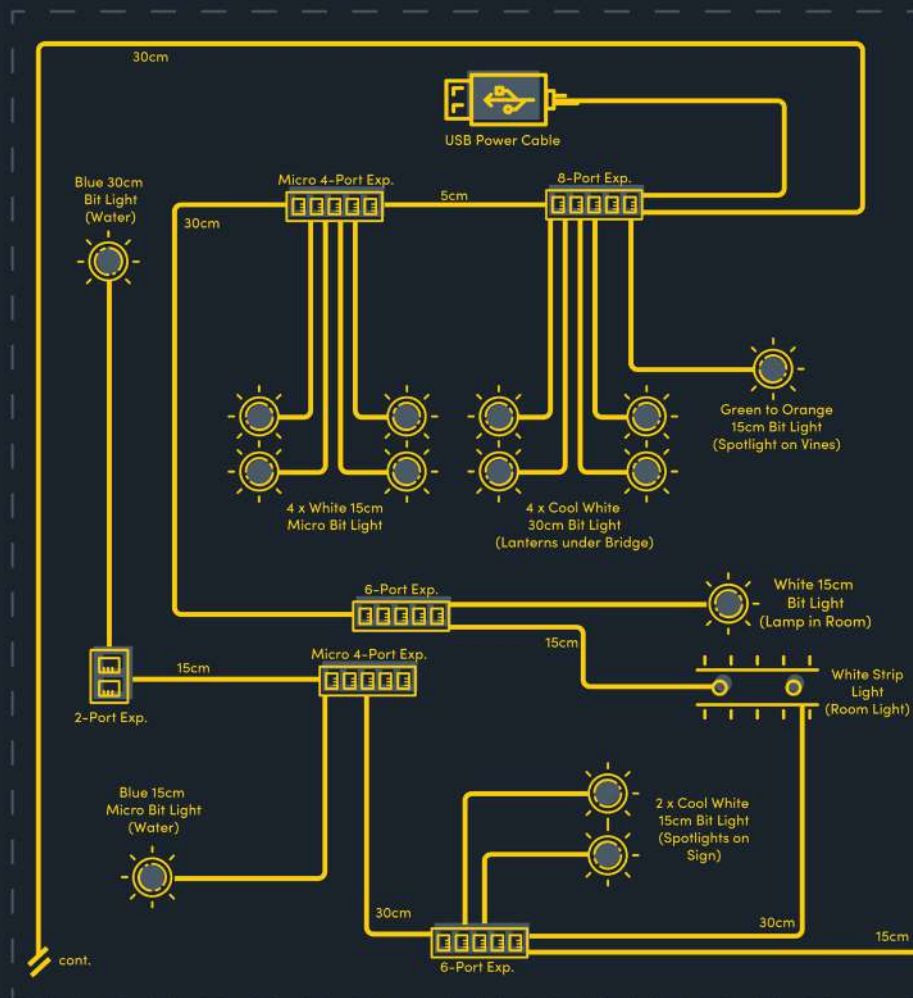 30cm
USB Power Cable
Blue 30cm
Bit Light
(Water)
Micro 4-Port Exp.
8-Port Exp.
5cm
30cm
Green to Orange
15cm Bit Light
(Spotlight on Vines)
4 x White 15cm
Micro Bit Light
4 x Cool White
30cm Bit Light
(Lanterns under Bridge)
6-Port Exp.
White 15cm
Bit Light
(Lamp in Room)
15cm
Micro 4-Port Exp.
15cm
2-Port Exp.
White Strip
Light
(Room Light)
Blue 15cm
Micro Bit Light
(Water)
2 x Cool White
15cm Bit Light
(Spotlights on
Sign)
30cm
30cm
15cm
6-Port Exp.
cont.